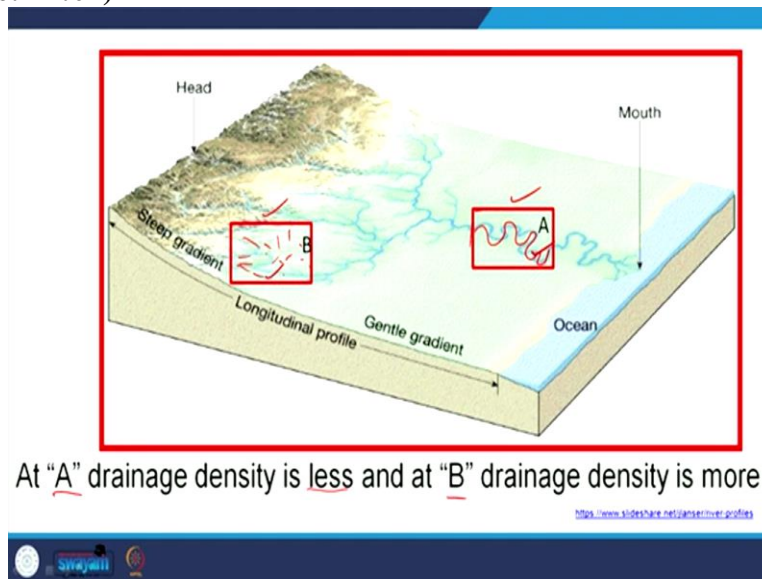 Head
Mouth
A
B
Steep gradient
Longitudinal profile
Gentle gradient
Ocean
At “A” drainage density is less and at “B” drainage density is more
https://www.slideshare.net/janser/river-profiles
swayam